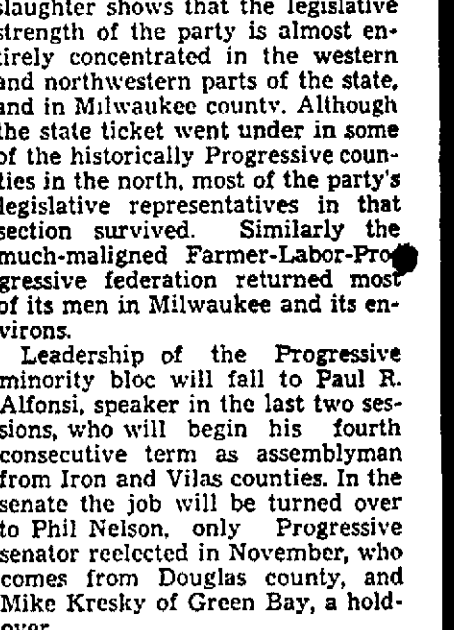 slaughter shows that the legislative
strength of the party is almost en-
tirely concentrated in the western
and northwestern parts of the state,
and in Milwaukee county. Although
the state ticket went under in some
of the historically Progressive coun-
ties in the north, most of the party's
legislative representatives in that
section survived. Similarly the
much-maligned Farmer-Labor-Pro-
gressive federation returned most
of its men in Milwaukee and its en-
virons.
Leadership of the Progressive
minority bloc will fall to Paul R.
Alfonsi, speaker in the last two ses-
sions, who will begin his fourth
consecutive term as assemblyman
from Iron and Vilas counties. In the
senate the job will be turned over
to Phil Nelson, only Progressive
senator reelected in November, who
comes from Douglas county, and
Mike Kresky of Green Bay, a hold-
over